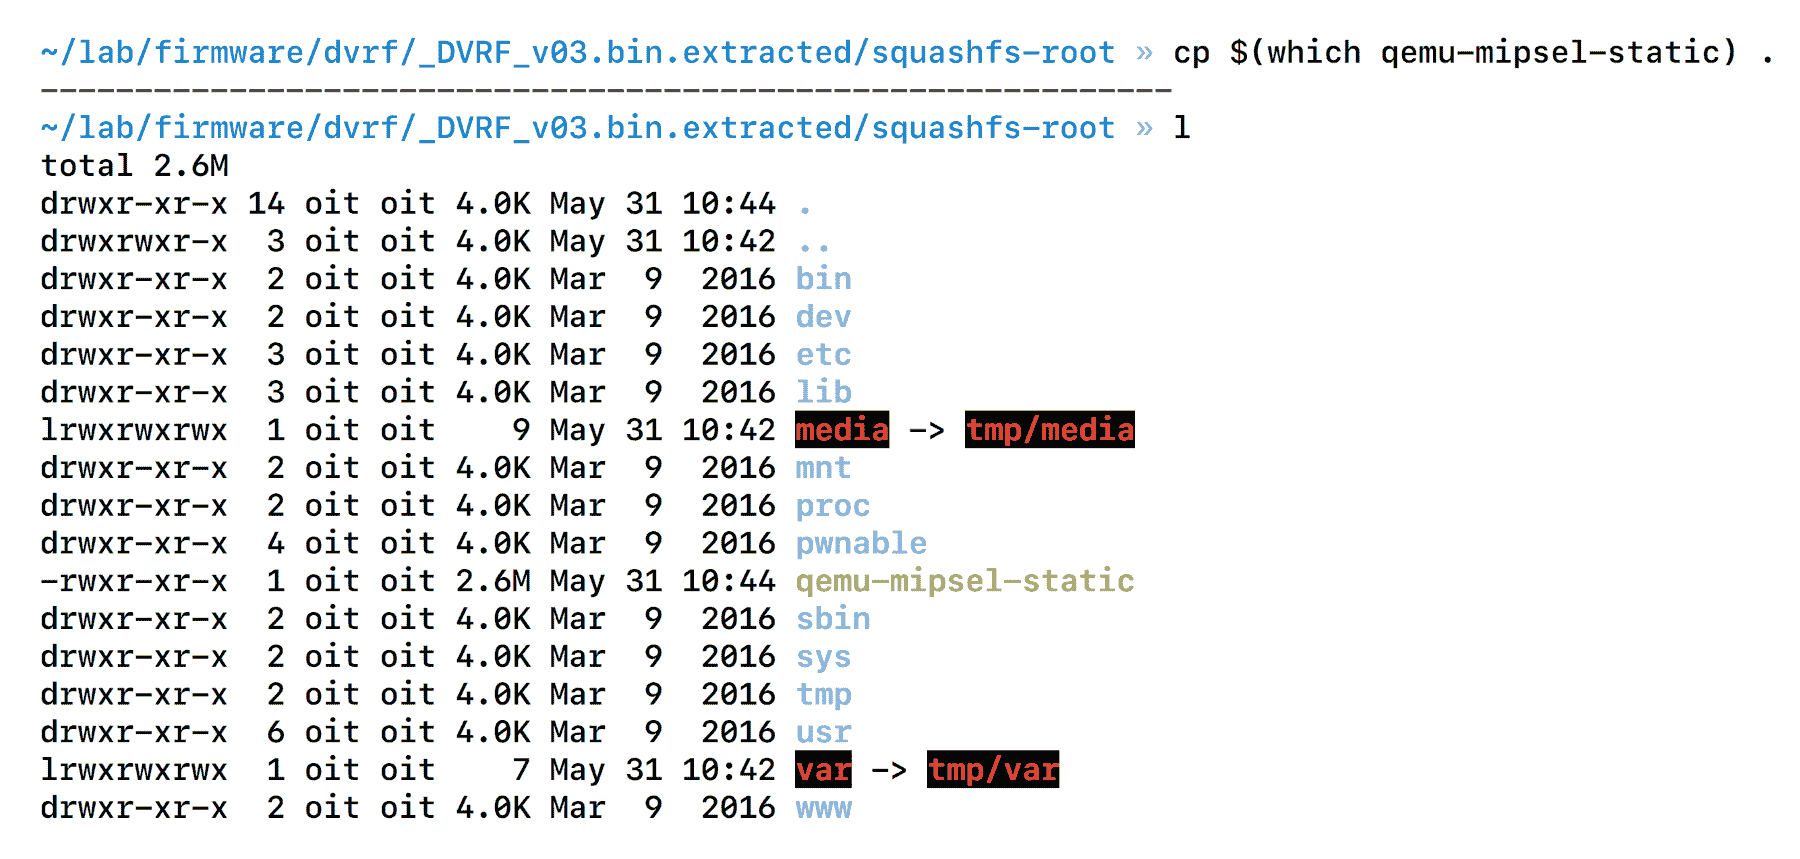 ~/lab/firmware/dvrf/_DVRF_v03.bin.extracted/squashfs-root » cp $(which qemu-mipsel-static) .
------------------------------------------------------------
~/lab/firmware/dvrf/_DVRF_v03.bin.extracted/squashfs-root » l
total 2.6M
drwxr-xr-x 14 oit oit 4.0K May 31 10:44 .
drwxrwxr-x  3 oit oit 4.0K May 31 10:42 ..
drwxr-xr-x  2 oit oit 4.0K Mar  9  2016 bin
drwxr-xr-x  2 oit oit 4.0K Mar  9  2016 dev
drwxr-xr-x  3 oit oit 4.0K Mar  9  2016 etc
drwxr-xr-x  3 oit oit 4.0K Mar  9  2016 lib
lrwxrwxrwx  1 oit oit    9 May 31 10:42 media -> tmp/media
drwxr-xr-x  2 oit oit 4.0K Mar  9  2016 mnt
drwxr-xr-x  2 oit oit 4.0K Mar  9  2016 proc
drwxr-xr-x  4 oit oit 4.0K Mar  9  2016 pwnable
-rwxr-xr-x  1 oit oit 2.6M May 31 10:44 qemu-mipsel-static
drwxr-xr-x  2 oit oit 4.0K Mar  9  2016 sbin
drwxr-xr-x  2 oit oit 4.0K Mar  9  2016 sys
drwxr-xr-x  2 oit oit 4.0K Mar  9  2016 tmp
drwxr-xr-x  6 oit oit 4.0K Mar  9  2016 usr
lrwxrwxrwx  1 oit oit    7 May 31 10:42 var -> tmp/var
drwxr-xr-x  2 oit oit 4.0K Mar  9  2016 www